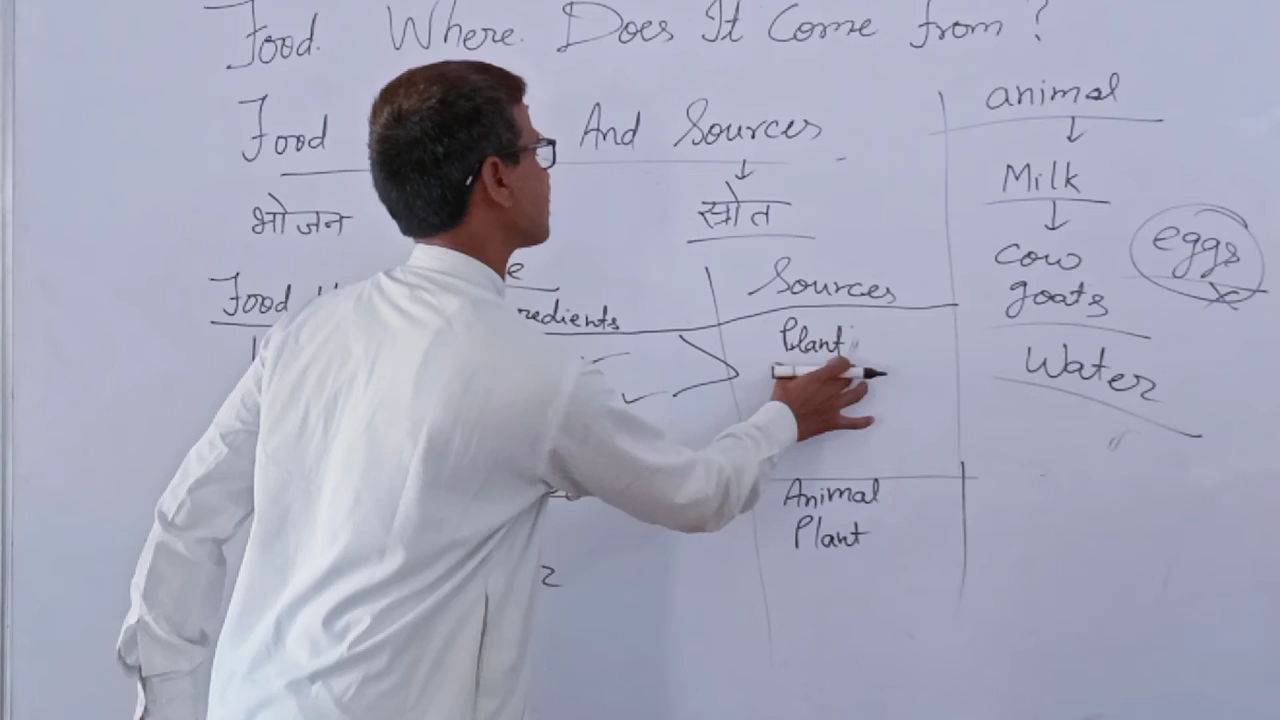 Food. Where Does It Come from?
Food And Sources
भोजन स्त्रोत
Food
redients
Sources
Plant
Animal
Plant
animal
Milk
Cow
goats
Water
eggs